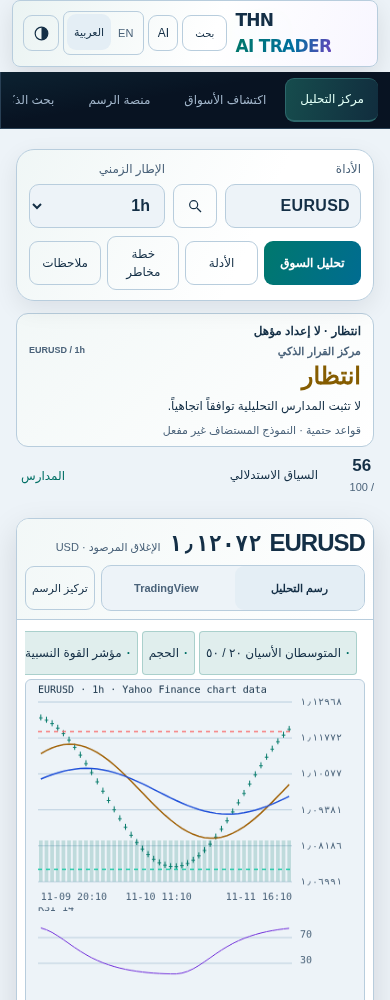 THN
AI TRADER
بحث
AI
EN
العربية
مركز التحليل
اكتشاف الأسواق
منصة الرسم
بحث
الأداة
الإطار الزمني
EURUSD
1h
تحليل السوق
الأدلة
خطة مخاطر
ملاحظات
انتظار · لا إعداد مؤهل
مركز القرار الذكي
EURUSD / 1h
انتظار
لا تثبت المدارس التحليلية توافقاً اتجاهياً.
قواعد حتمية · النموذج المستضاف غير مفعل
56
/ 100
السياق الاستدلالي
المدارس
EURUSD ١٫١٢٠٧٢ الإغلاق المرصود · USD
رسم التحليل
TradingView
تركيز الرسم
· المتوسطان الأسيان ٢٠ / ٥٠
· الحجم
· مؤشر القوة النسبية
EURUSD · 1h · Yahoo Finance chart data
١٫١٢٩٦٨
١٫١١٧٧٢
١٫١٠٥٧٧
١٫٠٩٣٨١
١٫٠٨١٨٦
١٫٠٦٩٩١
11-09 20:10
11-10 11:10
11-11 16:10
RSI 14
70
30